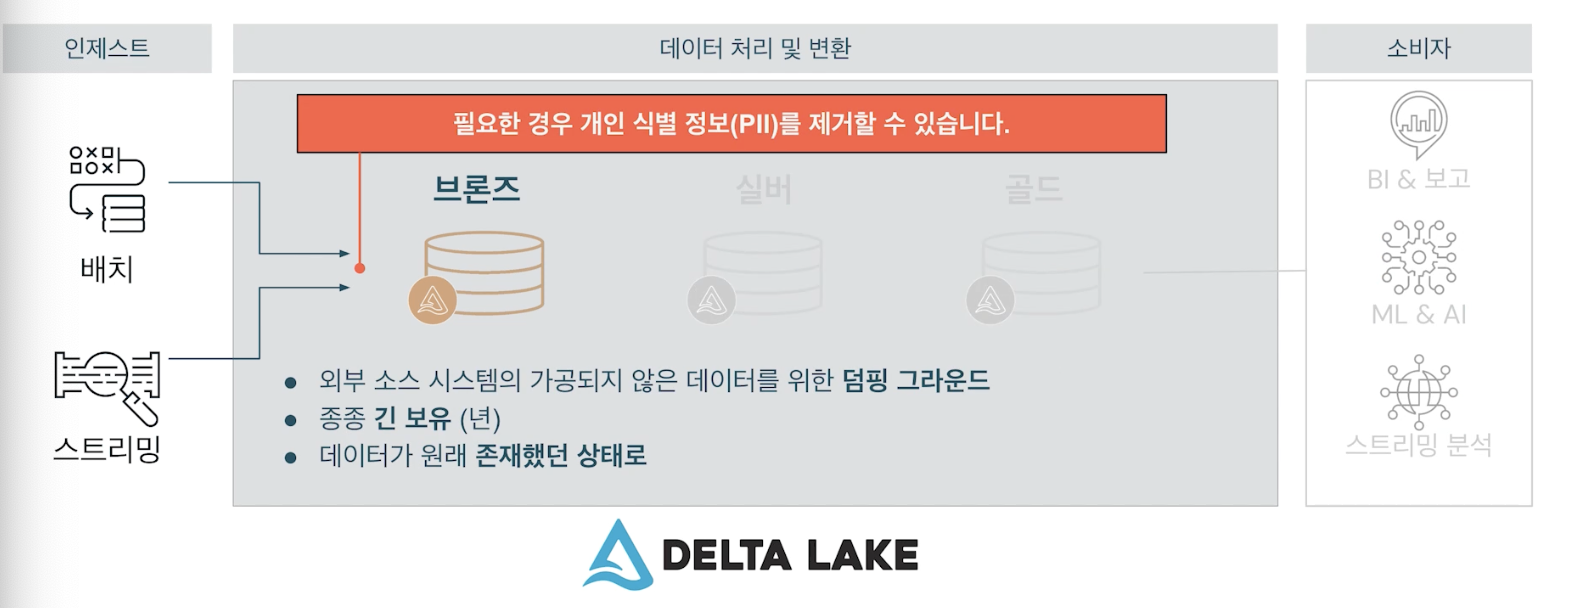 인제스트
데이터 처리 및 변환
소비자
필요한 경우 개인 식별 정보(PII)를 제거할 수 있습니다.
브론즈
실버
골드
배치
스트리밍
외부 소스 시스템의 가공되지 않은 데이터를 위한 덤핑 그라운드
종종 긴 보유 (년)
데이터가 원래 존재했던 상태로
BI & 보고
ML & AI
스트리밍 분석
DELTA LAKE